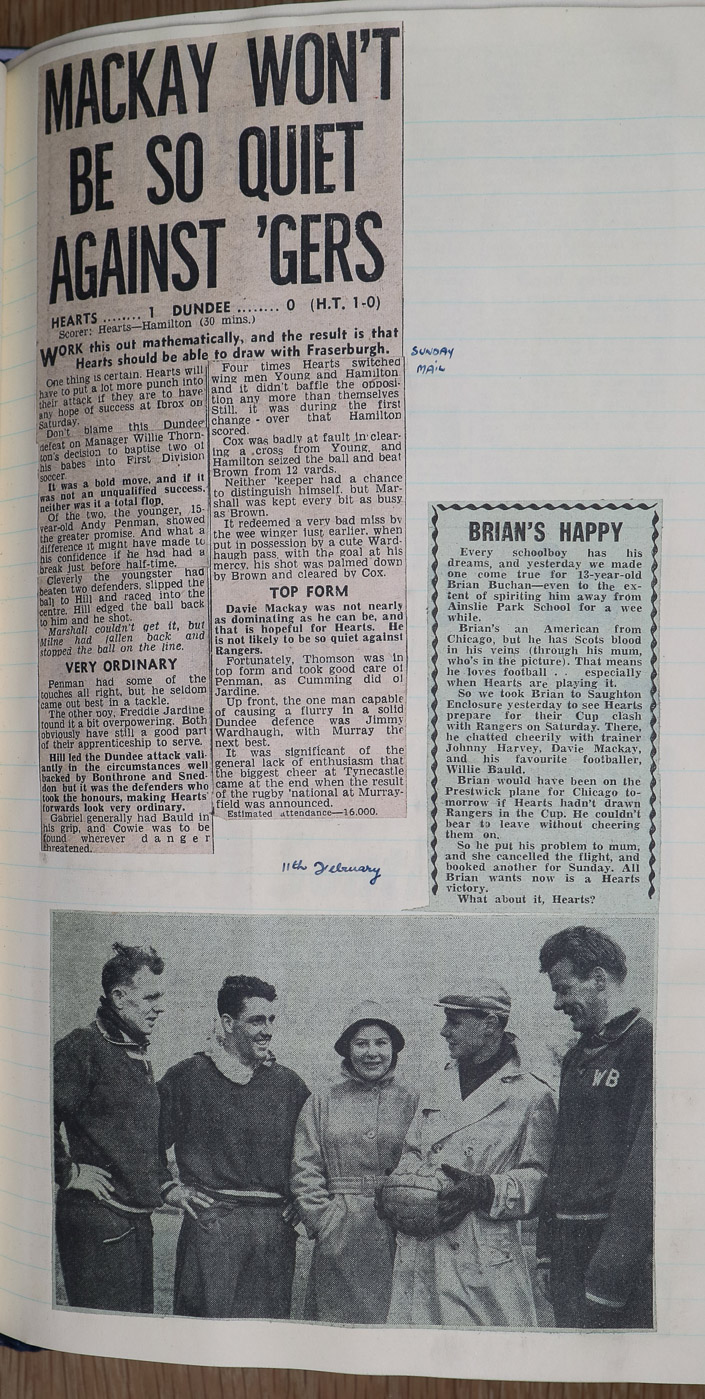 MACKAY WON'T
BE SO QUIET
AGAINST 'GERS
HEARTS ........ 1 DUNDEE ........ 0 (H.T. 1-0)
Scorer: Hearts—Hamilton (30 mins.)
WORK this out mathematically, and the result is that
Hearts should be able to draw with Fraserburgh.
One thing is certain. Hearts will
have to put a lot more punch into
their attack if they are to have
any hope of success at Ibrox on
Saturday.
Don't blame this Dundee
defeat on Manager Willie Thorn-
ton's decision to baptise two of
his babes into First Division
soccer.
It was a bold move, and if it
was not an unqualified success,
neither was it a total flop.
Of the two, the younger, 15-
year-old Andy Penman, showed
the greater promise. And what a
difference it might have made to
his confidence if he had had a
break just before half-time.
Cleverly the youngster had
beaten two defenders, slipped the
ball to Hill and raced into the
centre. Hill edged the ball back
to him and he shot.
Marshall couldn't get it, but
Milne had fallen back and
stopped the ball on the line.
VERY ORDINARY
Penman had some of the
touches all right, but he seldom
came out best in a tackle.
The other boy, Freddie Jardine
found it a bit overpowering. Both
obviously have still a good part
of their apprenticeship to serve.
Hill led the Dundee attack vali-
antly in the circumstances well
backed by Bonthrone and Sned-
don but it was the defenders who
took the honours, making Hearts'
forwards look very ordinary.
Gabriel generally had Bauld in
his grip, and Cowie was to be
found wherever danger
threatened.
Four times Hearts switched
wing men Young and Hamilton
and it didn't baffle the opposi-
tion any more than themselves
Still, it was during the first
change-over that Hamilton
scored.
Cox was badly at fault in clear-
ing a cross from Young, and
Hamilton seized the ball and beat
Brown from 12 yards.
Neither 'keeper had a chance
to distinguish himself, but Mar-
shall was kept every bit as busy
as Brown.
It redeemed a very bad miss by
the wee winger just earlier, when
put in possession by a cute Ward-
haugh pass, with the goal at his
mercy, his shot was palmed down
by Brown and cleared by Cox.
TOP FORM
Davie Mackay was not nearly
as dominating as he can be, and
that is hopeful for Hearts. He
is not likely to be so quiet against
Rangers.
Fortunately, Thomson was in
top form and took good care of
Penman, as Cumming did of
Jardine.
Up front, the one man capable
of causing a flurry in a solid
Dundee defence was Jimmy
Wardhaugh, with Murray the
next best.
It was significant of the
general lack of enthusiasm that
the biggest cheer at Tynecastle
came at the end when the result
of the rugby 'national at Murray-
field was announced.
Estimated attendance—16,000.
SUNDAY
MAIL
11th February
BRIAN'S HAPPY
Every schoolboy has his
dreams, and yesterday we made
one come true for 13-year-old
Brian Buchan—even to the ex-
tent of spiriting him away from
Ainslie Park School for a wee
while.
Brian's an American from
Chicago, but he has Scots blood
in his veins (through his mum,
who's in the picture). That means
he loves football . . especially
when Hearts are playing it.
So we took Brian to Saughton
Enclosure yesterday to see Hearts
prepare for their Cup clash
with Rangers on Saturday. There,
he chatted cheerily with trainer
Johnny Harvey, Davie Mackay,
and his favourite footballer,
Willie Bauld.
Brian would have been on the
Prestwick plane for Chicago to-
morrow if Hearts hadn't drawn
Rangers in the Cup. He couldn't
bear to leave without cheering
them on.
So he put his problem to mum,
and she cancelled the flight, and
booked another for Sunday. All
Brian wants now is a Hearts
victory.
What about it, Hearts?
WB